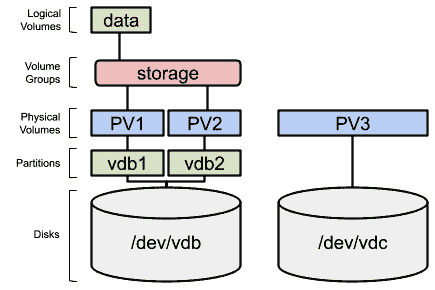 Logical
Volumes
data
Volume
Groups
storage
Physical
Volumes
PV1
PV2
PV3
Partitions
vdb1
vdb2
Disks
/dev/vdb
/dev/vdc